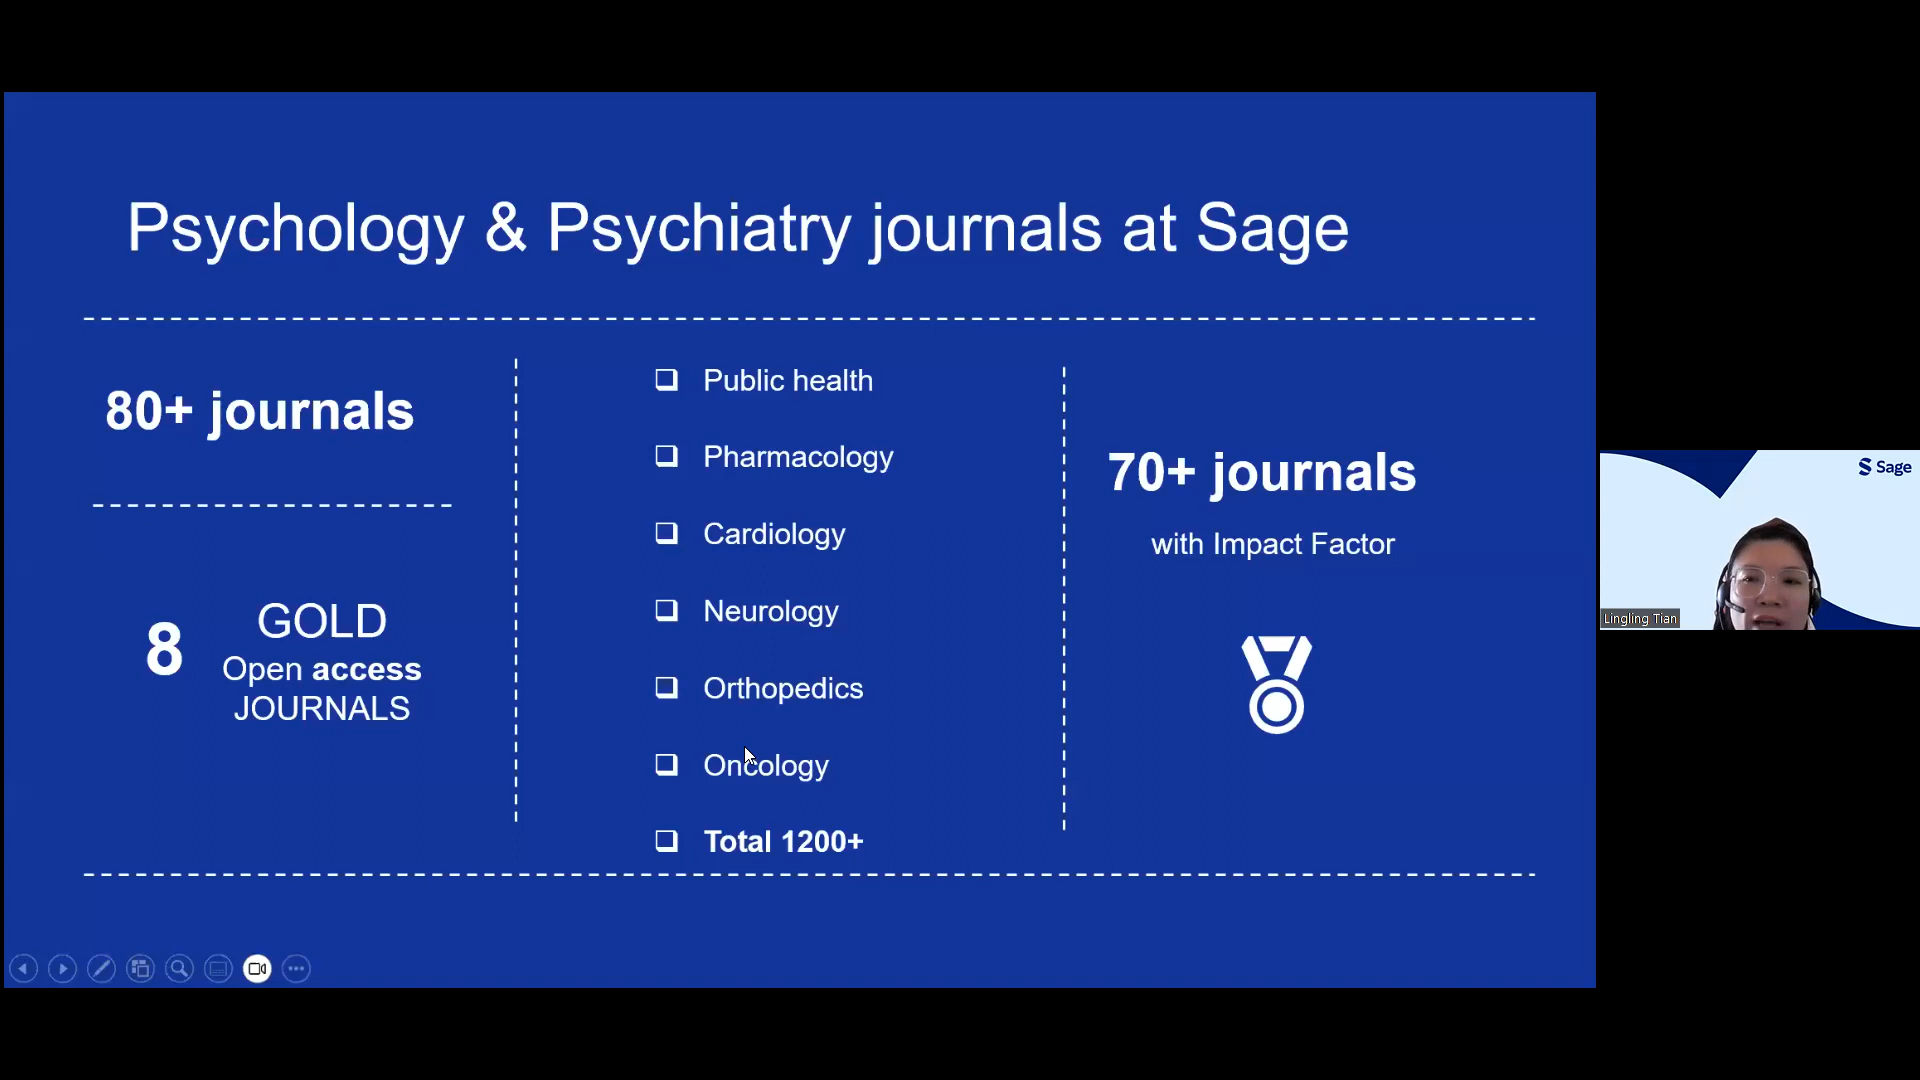 Psychology & Psychiatry journals at Sage
80+ journals
8
GOLD
Open access
JOURNALS
Public health
Pharmacology
Cardiology
Neurology
Orthopedics
Oncology
Total 1200+
70+ journals
with Impact Factor
Sage
Lingling Tian